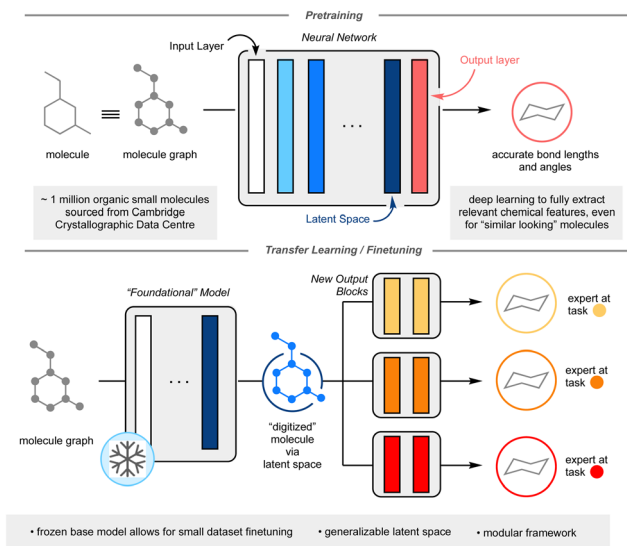 Pretraining
Neural Network
Input Layer
Output layer
...
molecule
molecule graph
accurate bond lengths
and angles
~ 1 million organic small molecules
sourced from Cambridge
Crystallographic Data Centre
Latent Space
deep learning to fully extract
relevant chemical features, even
for “similar looking” molecules
Transfer Learning / Finetuning
“Foundational” Model
New Output
Blocks
expert at
task
...
molecule graph
“digitized”
molecule
via
latent space
expert at
task
expert at
task
• frozen base model allows for small dataset finetuning
• generalizable latent space
• modular framework